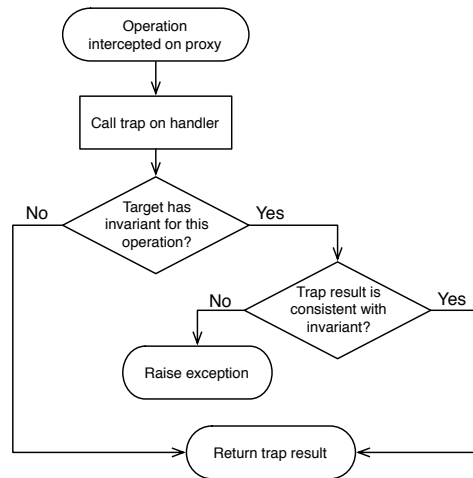 Operation
intercepted on proxy
Call trap on handler
No
Target has
invariant for this
operation?
Yes
No
Trap result is
consistent with
invariant?
Yes
Raise exception
Return trap result